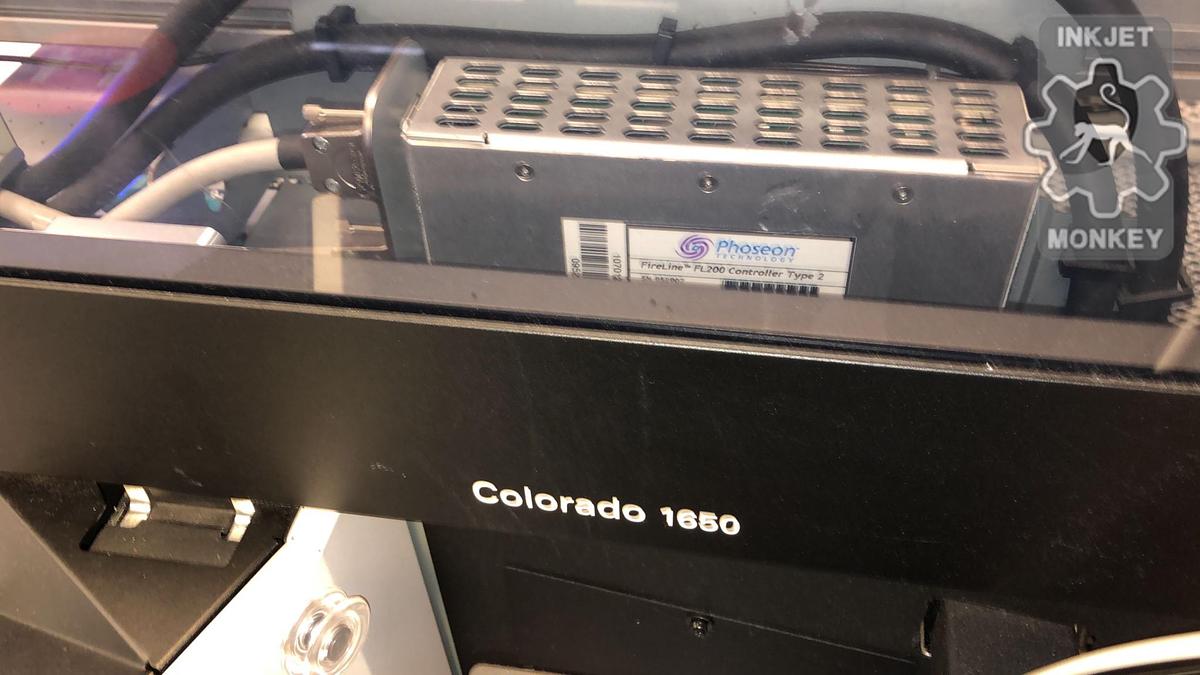 INKJET
MONKEY
Phoseon
TECHNOLOGY
FireLine™ FL200 Controller Type 2
Colorado 1650